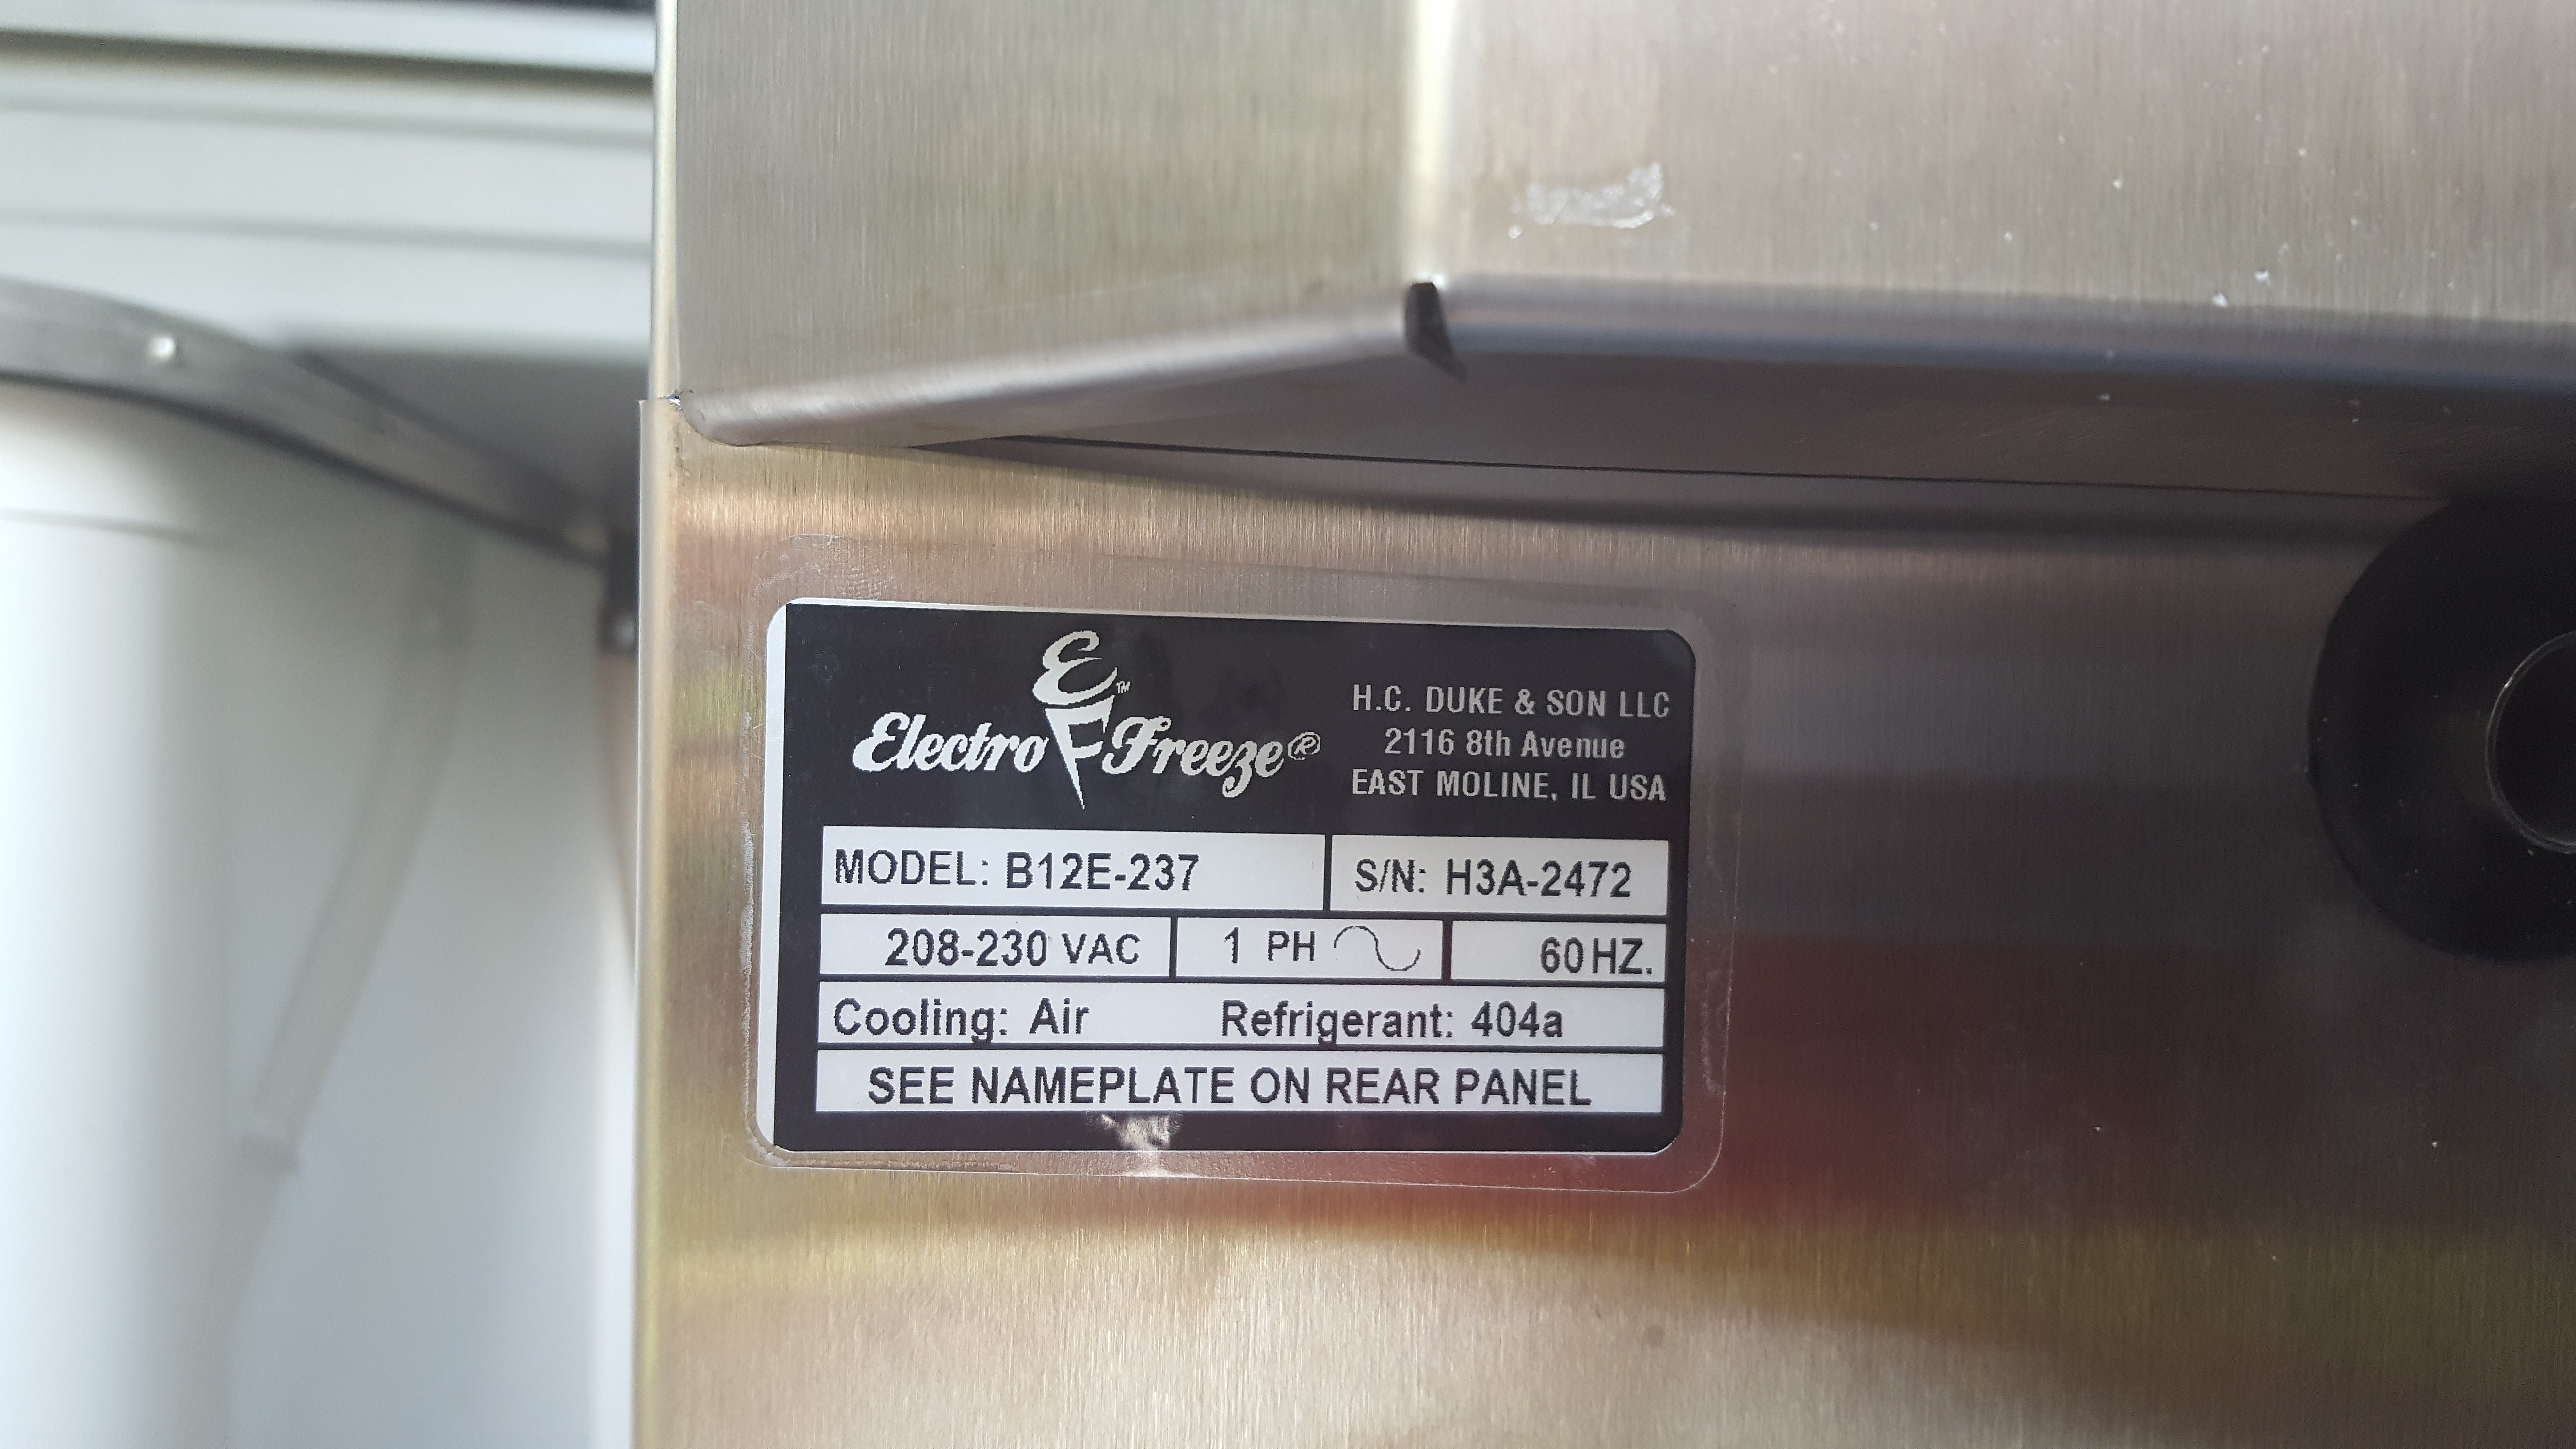 E™
Electro F Freeze®
H.C. DUKE & SON LLC
2116 8th Avenue
EAST MOLINE, IL USA
MODEL: B12E-237
S/N: H3A-2472
208-230 VAC
1 PH
60 HZ.
Cooling: Air Refrigerant: 404a
SEE NAMEPLATE ON REAR PANEL